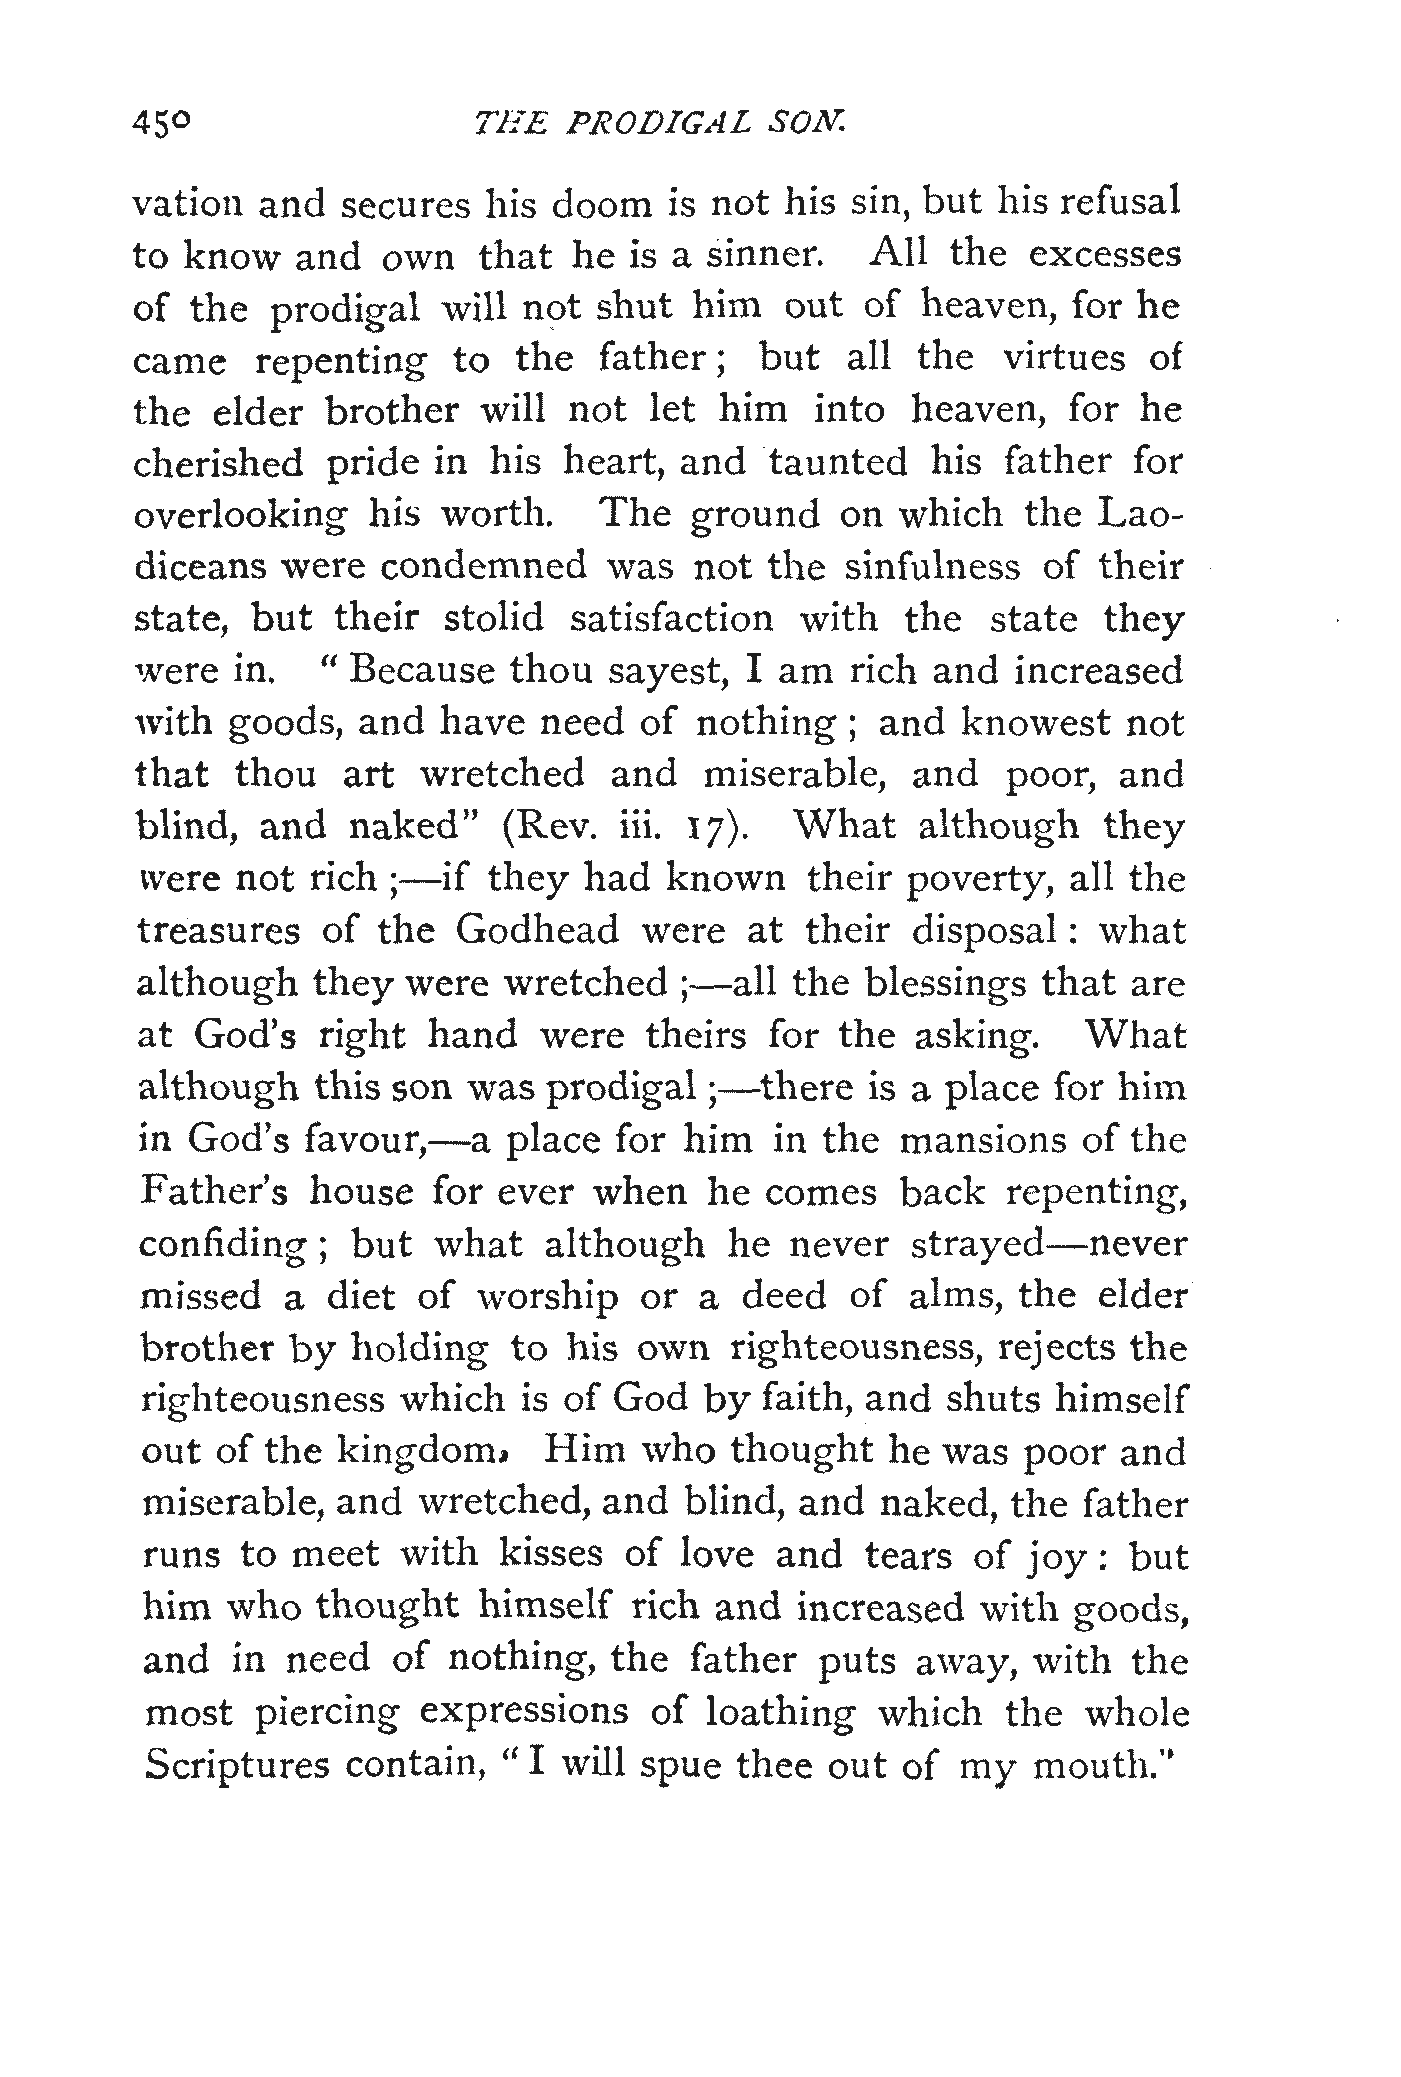 450 THE PRODIGAL SON.
vation and secures his doom is not his sin, but his refusal
to know and own that he is a sinner. All the excesses
of the prodigal will not shut him out of heaven, for he
came repenting to the father ; but all the virtues of
the elder brother will not let him into heaven, for he
cherished pride in his heart, and taunted his father for
overlooking his worth. The ground on which the Lao-
diceans were condemned was not the sinfulness of their
state, but their stolid satisfaction with the state they
were in. “ Because thou sayest, I am rich and increased
with goods, and have need of nothing ; and knowest not
that thou art wretched and miserable, and poor, and
blind, and naked” (Rev. iii. 17). What although they
were not rich ;—if they had known their poverty, all the
treasures of the Godhead were at their disposal : what
although they were wretched ;—all the blessings that are
at God’s right hand were theirs for the asking. What
although this son was prodigal ;—there is a place for him
in God’s favour,—a place for him in the mansions of the
Father’s house for ever when he comes back repenting,
confiding ; but what although he never strayed—never
missed a diet of worship or a deed of alms, the elder
brother by holding to his own righteousness, rejects the
righteousness which is of God by faith, and shuts himself
out of the kingdom. Him who thought he was poor and
miserable, and wretched, and blind, and naked, the father
runs to meet with kisses of love and tears of joy : but
him who thought himself rich and increased with goods,
and in need of nothing, the father puts away, with the
most piercing expressions of loathing which the whole
Scriptures contain, “ I will spue thee out of my mouth.”